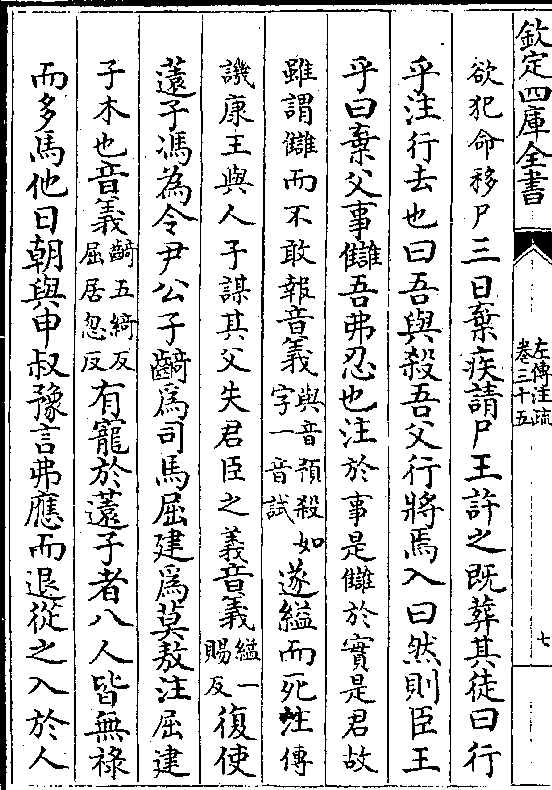 欽定四庫全書
左傳注疏
卷三十五
七
欲犯命移尸三日棄疾請尸王許之既葬其徒曰行
乎注行去也曰吾與殺吾父行將焉入曰然則臣王
乎曰棄父事讎吾弗忍也注於事是讎於實是君故
雖謂讎而不敢報音義與音預殺如字一音試遂縊而死注傳
譏康王與人子謀其父失君臣之義音義縊一賜反復使
薳子馮為令尹公子齮為司馬屈建為莫敖注屈建
子木也音義齮五綺反屈居忽反有寵於薳子者八人皆無祿
而多馬他日朝與申叔豫言弗應而退從之入於人